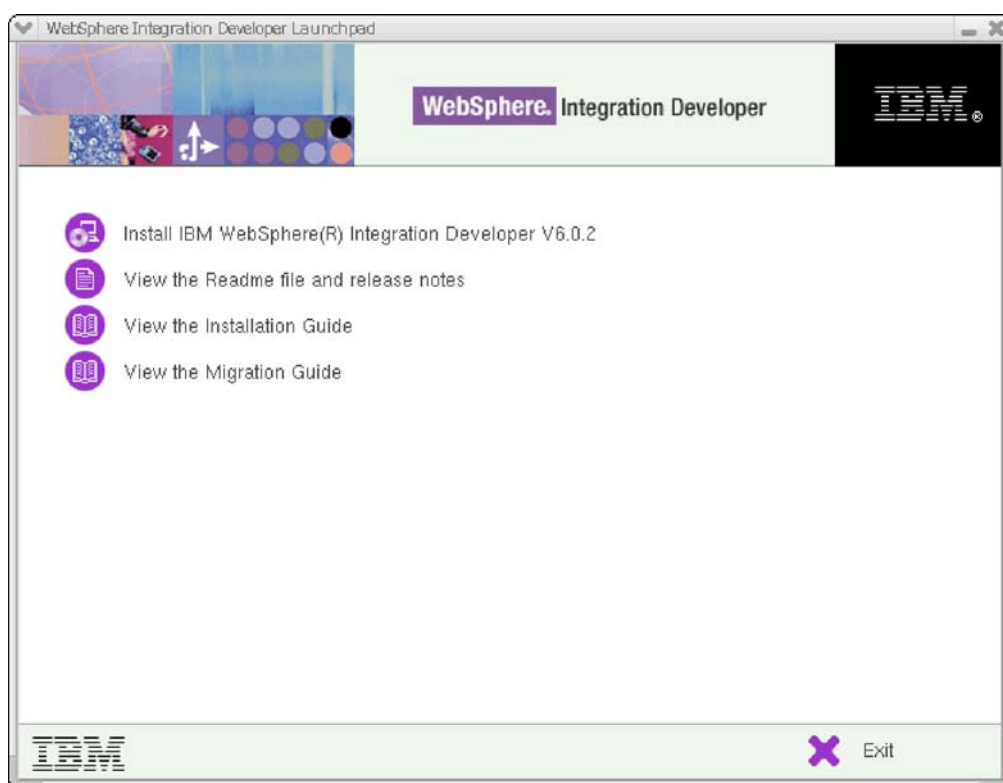 WebSphere Integration Developer Launchpad
WebSphere. Integration Developer
IBM®
Install IBM WebSphere(R) Integration Developer V6.0.2
View the Readme file and release notes
View the Installation Guide
View the Migration Guide
IBM
Exit